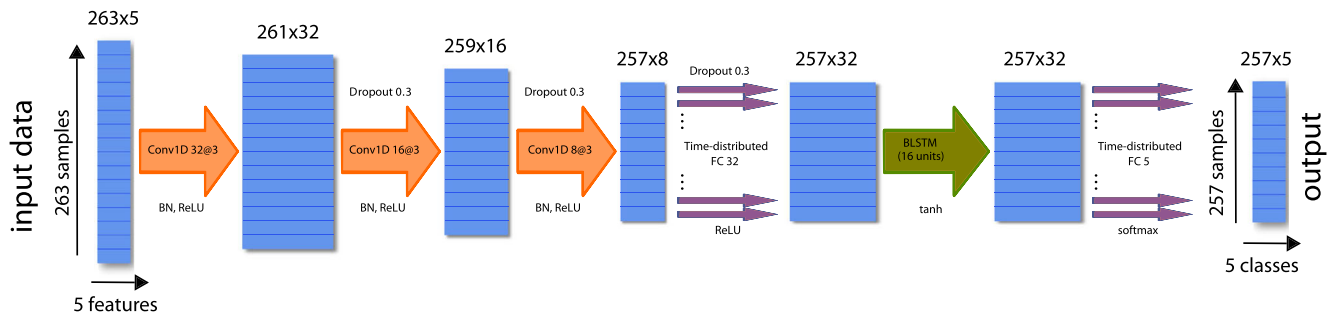 input data
263 samples
263x5
5 features
Conv1D 32@3
BN, ReLU
261x32
Dropout 0.3
Conv1D 16@3
BN, ReLU
259x16
Dropout 0.3
Conv1D 8@3
BN, ReLU
257x8
Dropout 0.3
Time-distributed
FC 32
ReLU
257x32
BLSTM
(16 units)
tanh
257x32
Time-distributed
FC 5
softmax
257 samples
257x5
5 classes
output